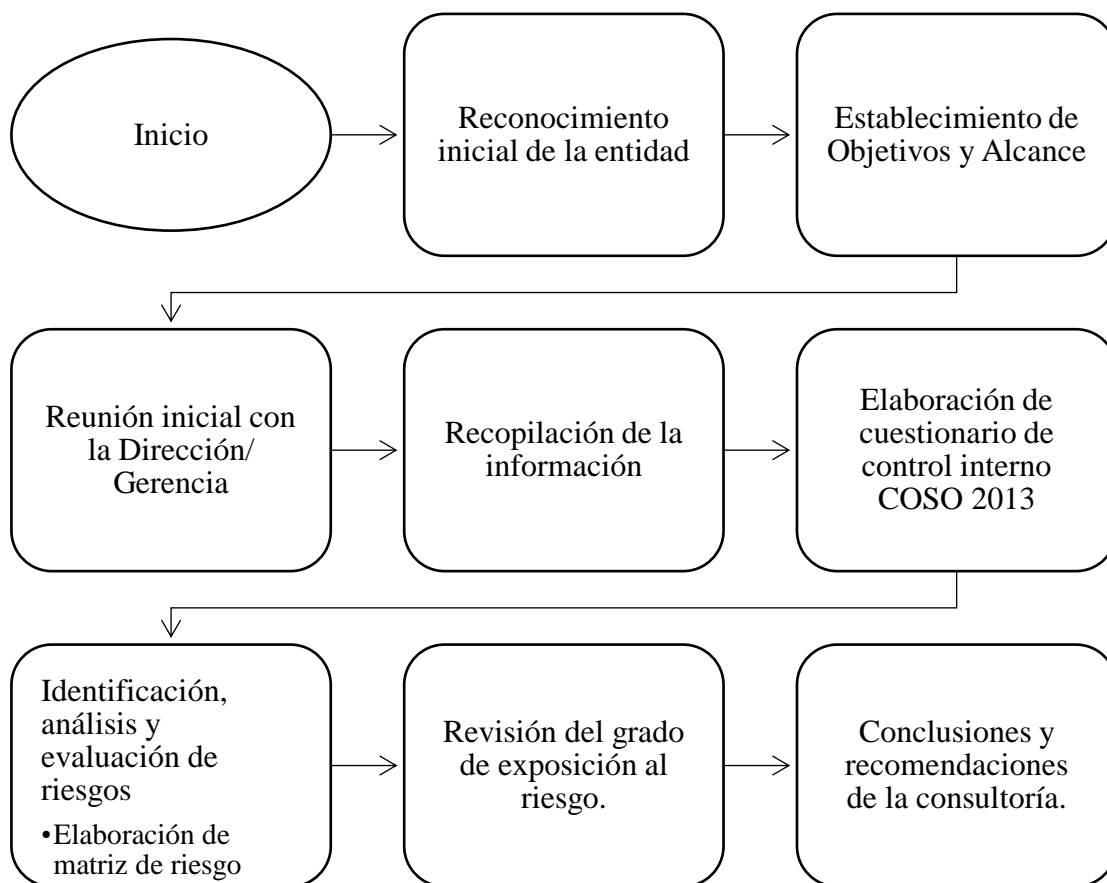 Inicio
Reconocimiento
inicial de la entidad
Establecimiento de
Objetivos y Alcance
Reunión inicial con
la Dirección/
Gerencia
Recopilación de la
información
Elaboración de
cuestionario de
control interno
COSO 2013
Identificación,
análisis y
evaluación de
riesgos
•Elaboración de
matriz de riesgo
Revisión del grado
de exposición al
riesgo.
Conclusiones y
recomendaciones
de la consultoría.